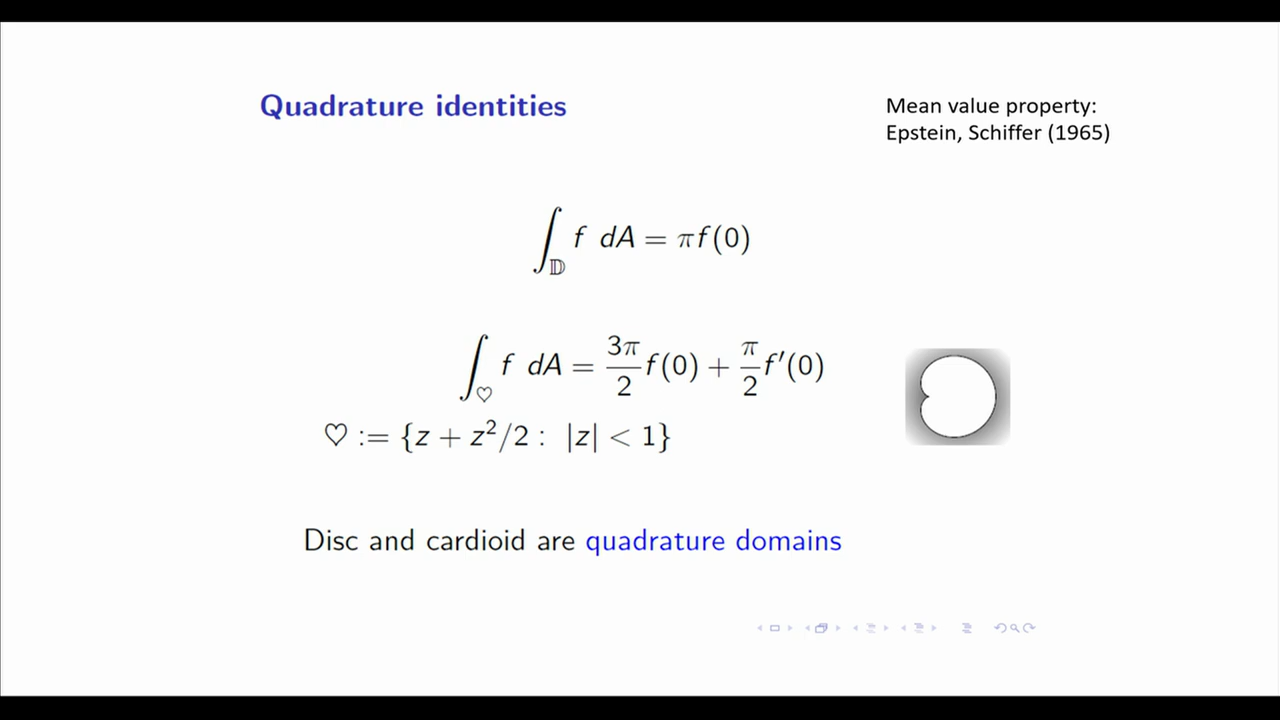 Quadrature identities
Mean value property:
Epstein, Schiffer (1965)
∫_𝔻 f dA = πf(0)
∫_♡ f dA = 3π/2 f(0) + π/2 f′(0)
♡ := {z + z²/2 : |z| < 1}
Disc and cardioid are quadrature domains